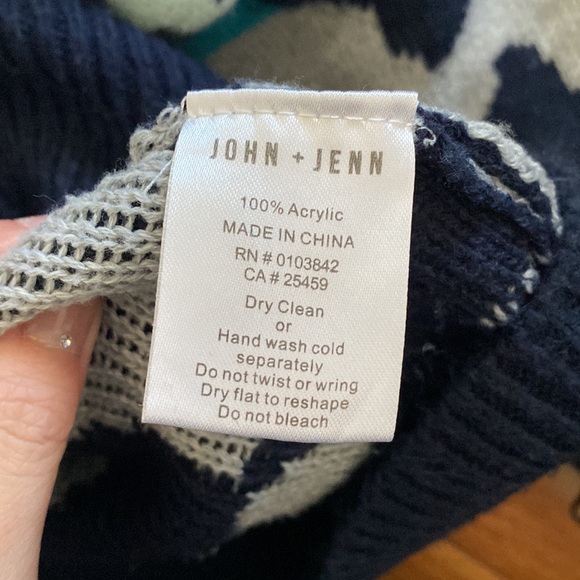 JOHN + JENN
100% Acrylic
MADE IN CHINA
RN # 0103842
CA # 25459
Dry Clean
or
Hand wash cold
separately
Do not twist or wring
Dry flat to reshape
Do not bleach